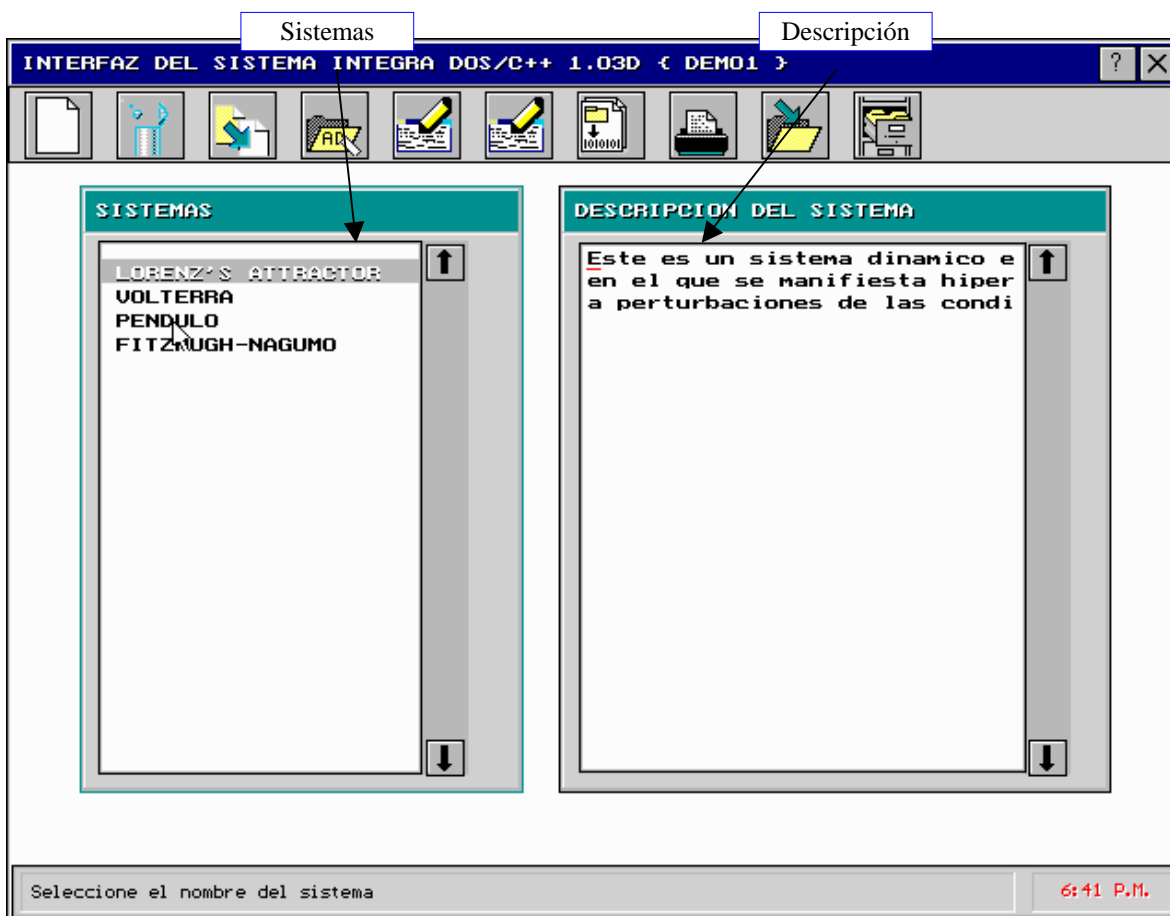 Sistemas
Descripción
INTERFAZ DEL SISTEMA INTEGRA DOS/C++ 1.03D { DEMO1 }
?
AD
010101
SISTEMAS
LORENZ'S ATTRACTOR
VOLTERRA
PENDULO
FITZHUGH-NAGUMO
DESCRIPCION DEL SISTEMA
Este es un sistema dinamico e
en el que se manifiesta hiper
a perturbaciones de las condi
Seleccione el nombre del sistema
6:41 P.M.